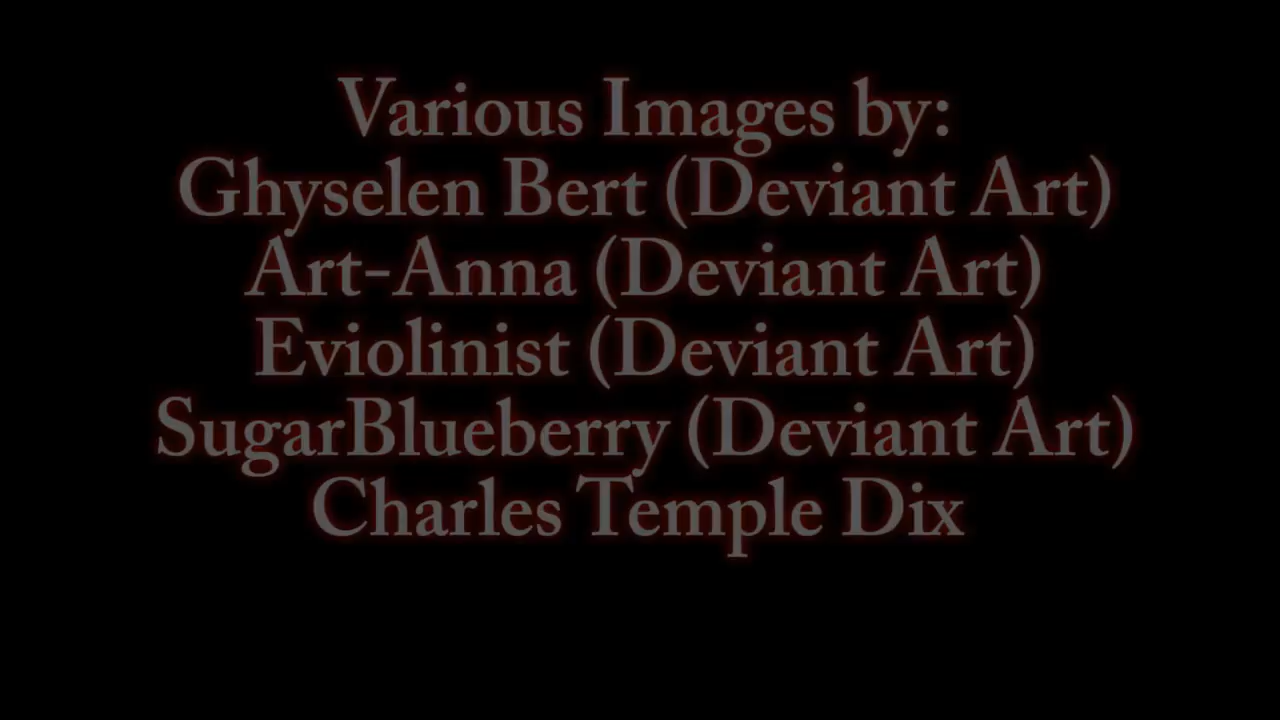 Various Images by:
Ghyselen Bert (Deviant Art)
Art-Anna (Deviant Art)
Eviolinist (Deviant Art)
SugarBlueberry (Deviant Art)
Charles Temple Dix